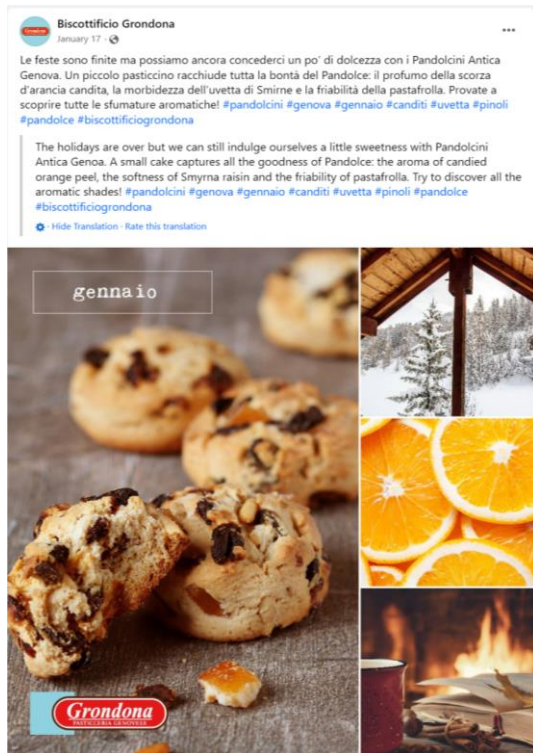 Biscottificio Grondona
January 17 ·
Le feste sono finite ma possiamo ancora concederci un po' di dolcezza con i Pandolcini Antica
Genova. Un piccolo pasticcino racchiude tutta la bontà del Pandolce: il profumo della scorza
d'arancia candita, la morbidezza dell'uvetta di Smirne e la friabilità della pastafrolla. Provate a
scoprire tutte le sfumature aromatiche! #pandolcini #genova #gennaio #canditi #uvetta #pinoli
#pandolce #biscottificiogrondona
The holidays are over but we can still indulge ourselves a little sweetness with Pandolcini
Antica Genoa. A small cake captures all the goodness of Pandolce: the aroma of candied
orange peel, the softness of Smyrna raisin and the friability of pastafrolla. Try to discover all the
aromatic shades! #pandolcini #genova #gennaio #canditi #uvetta #pinoli #pandolce
#biscottificiogrondona
· Hide Translation · Rate this translation
gennaio
Grondona
PASTICCERIA GENOVESE